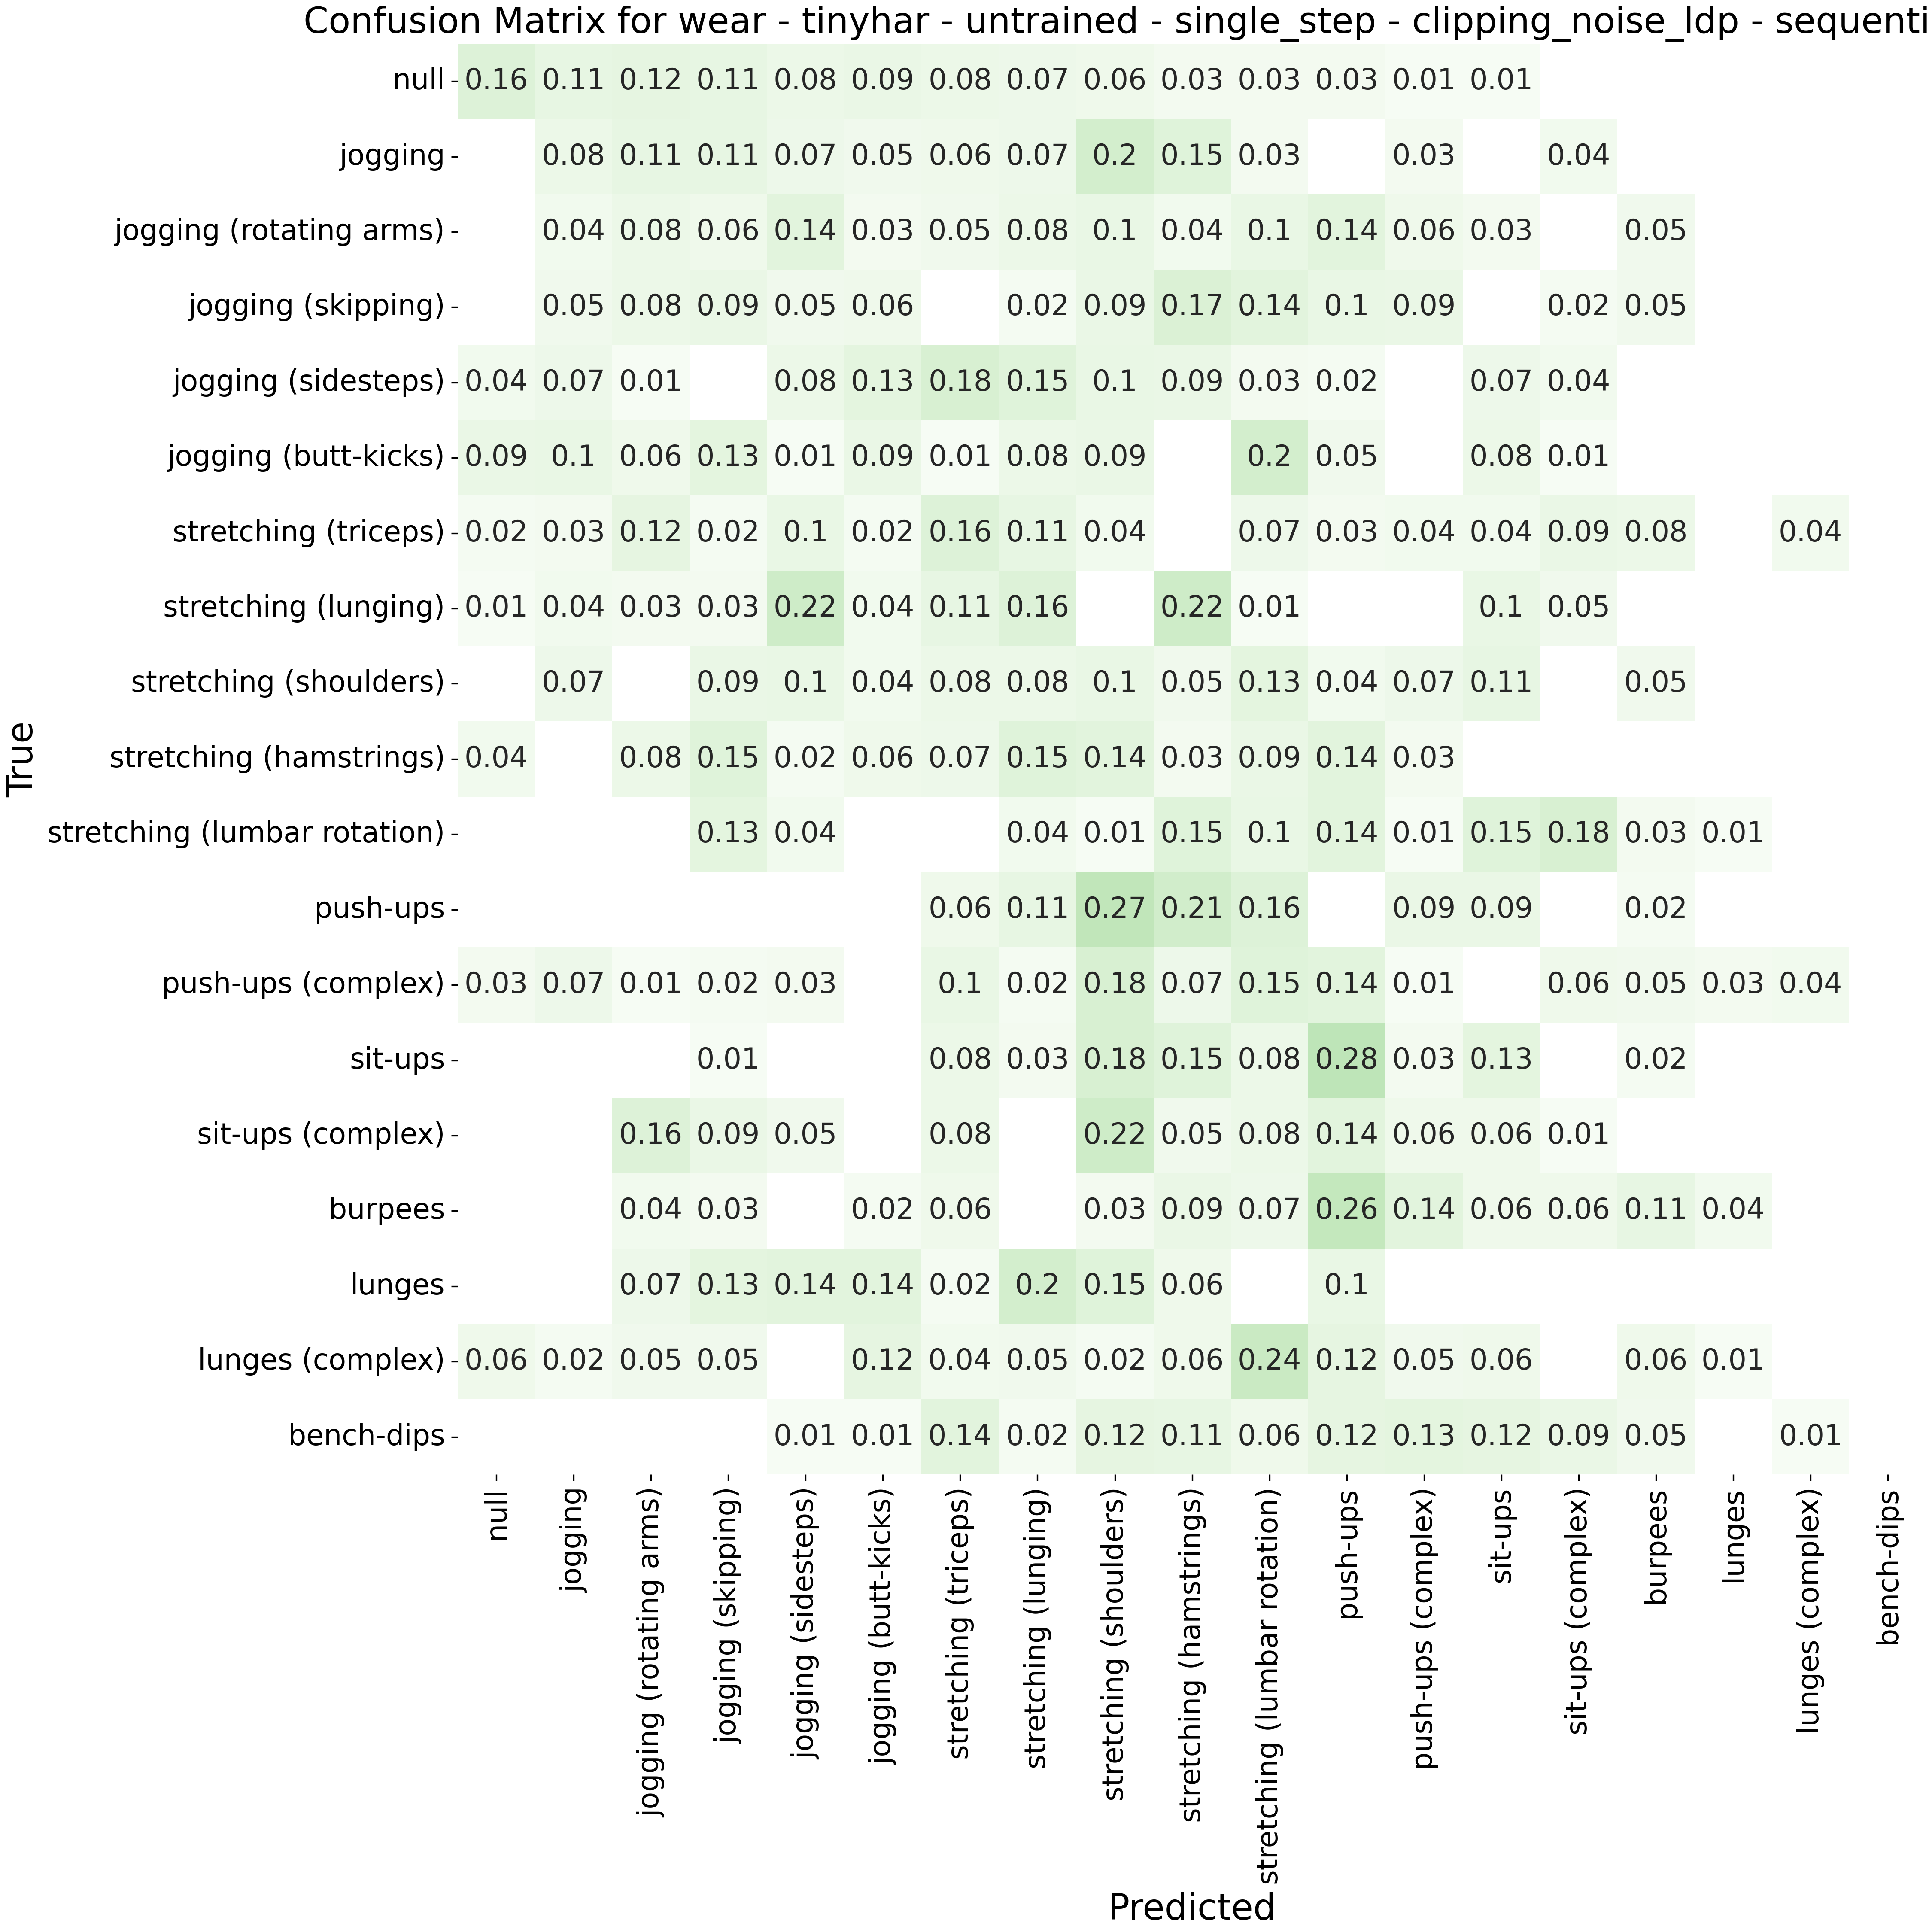 Confusion Matrix for wear - tinyhar - untrained - single_step - clipping_noise_ldp - sequenti
True
null 0.16 0.11 0.12 0.11 0.08 0.09 0.08 0.07 0.06 0.03 0.03 0.03 0.01 0.01
jogging 0.08 0.11 0.11 0.07 0.05 0.06 0.07 0.2 0.15 0.03 0.03 0.04
jogging (rotating arms) 0.04 0.08 0.06 0.14 0.03 0.05 0.08 0.1 0.04 0.1 0.14 0.06 0.03 0.05
jogging (skipping) 0.05 0.08 0.09 0.05 0.06 0.02 0.09 0.17 0.14 0.1 0.09 0.02 0.05
jogging (sidesteps) 0.04 0.07 0.01 0.08 0.13 0.18 0.15 0.1 0.09 0.03 0.02 0.07 0.04
jogging (butt-kicks) 0.09 0.1 0.06 0.13 0.01 0.09 0.01 0.08 0.09 0.2 0.05 0.08 0.01
stretching (triceps) 0.02 0.03 0.12 0.02 0.1 0.02 0.16 0.11 0.04 0.07 0.03 0.04 0.04 0.09 0.08 0.04
stretching (lunging) 0.01 0.04 0.03 0.03 0.22 0.04 0.11 0.16 0.22 0.01 0.1 0.05
stretching (shoulders) 0.07 0.09 0.1 0.04 0.08 0.08 0.1 0.05 0.13 0.04 0.07 0.11 0.05
stretching (hamstrings) 0.04 0.08 0.15 0.02 0.06 0.07 0.15 0.14 0.03 0.09 0.14 0.03
stretching (lumbar rotation) 0.13 0.04 0.04 0.01 0.15 0.1 0.14 0.01 0.15 0.18 0.03 0.01
push-ups 0.06 0.11 0.27 0.21 0.16 0.09 0.09 0.02
push-ups (complex) 0.03 0.07 0.01 0.02 0.03 0.1 0.02 0.18 0.07 0.15 0.14 0.01 0.06 0.05 0.03 0.04
sit-ups 0.01 0.08 0.03 0.18 0.15 0.08 0.28 0.03 0.13 0.02
sit-ups (complex) 0.16 0.09 0.05 0.08 0.22 0.05 0.08 0.14 0.06 0.06 0.01
burpees 0.04 0.03 0.02 0.06 0.03 0.09 0.07 0.26 0.14 0.06 0.06 0.11 0.04
lunges 0.07 0.13 0.14 0.14 0.02 0.2 0.15 0.06 0.1
lunges (complex) 0.06 0.02 0.05 0.05 0.12 0.04 0.05 0.02 0.06 0.24 0.12 0.05 0.06 0.06 0.01
bench-dips 0.01 0.01 0.14 0.02 0.12 0.11 0.06 0.12 0.13 0.12 0.09 0.05 0.01
null
jogging
jogging (rotating arms)
jogging (skipping)
jogging (sidesteps)
jogging (butt-kicks)
stretching (triceps)
stretching (lunging)
stretching (shoulders)
stretching (hamstrings)
stretching (lumbar rotation)
push-ups
push-ups (complex)
sit-ups
sit-ups (complex)
burpees
lunges
lunges (complex)
bench-dips
Predicted